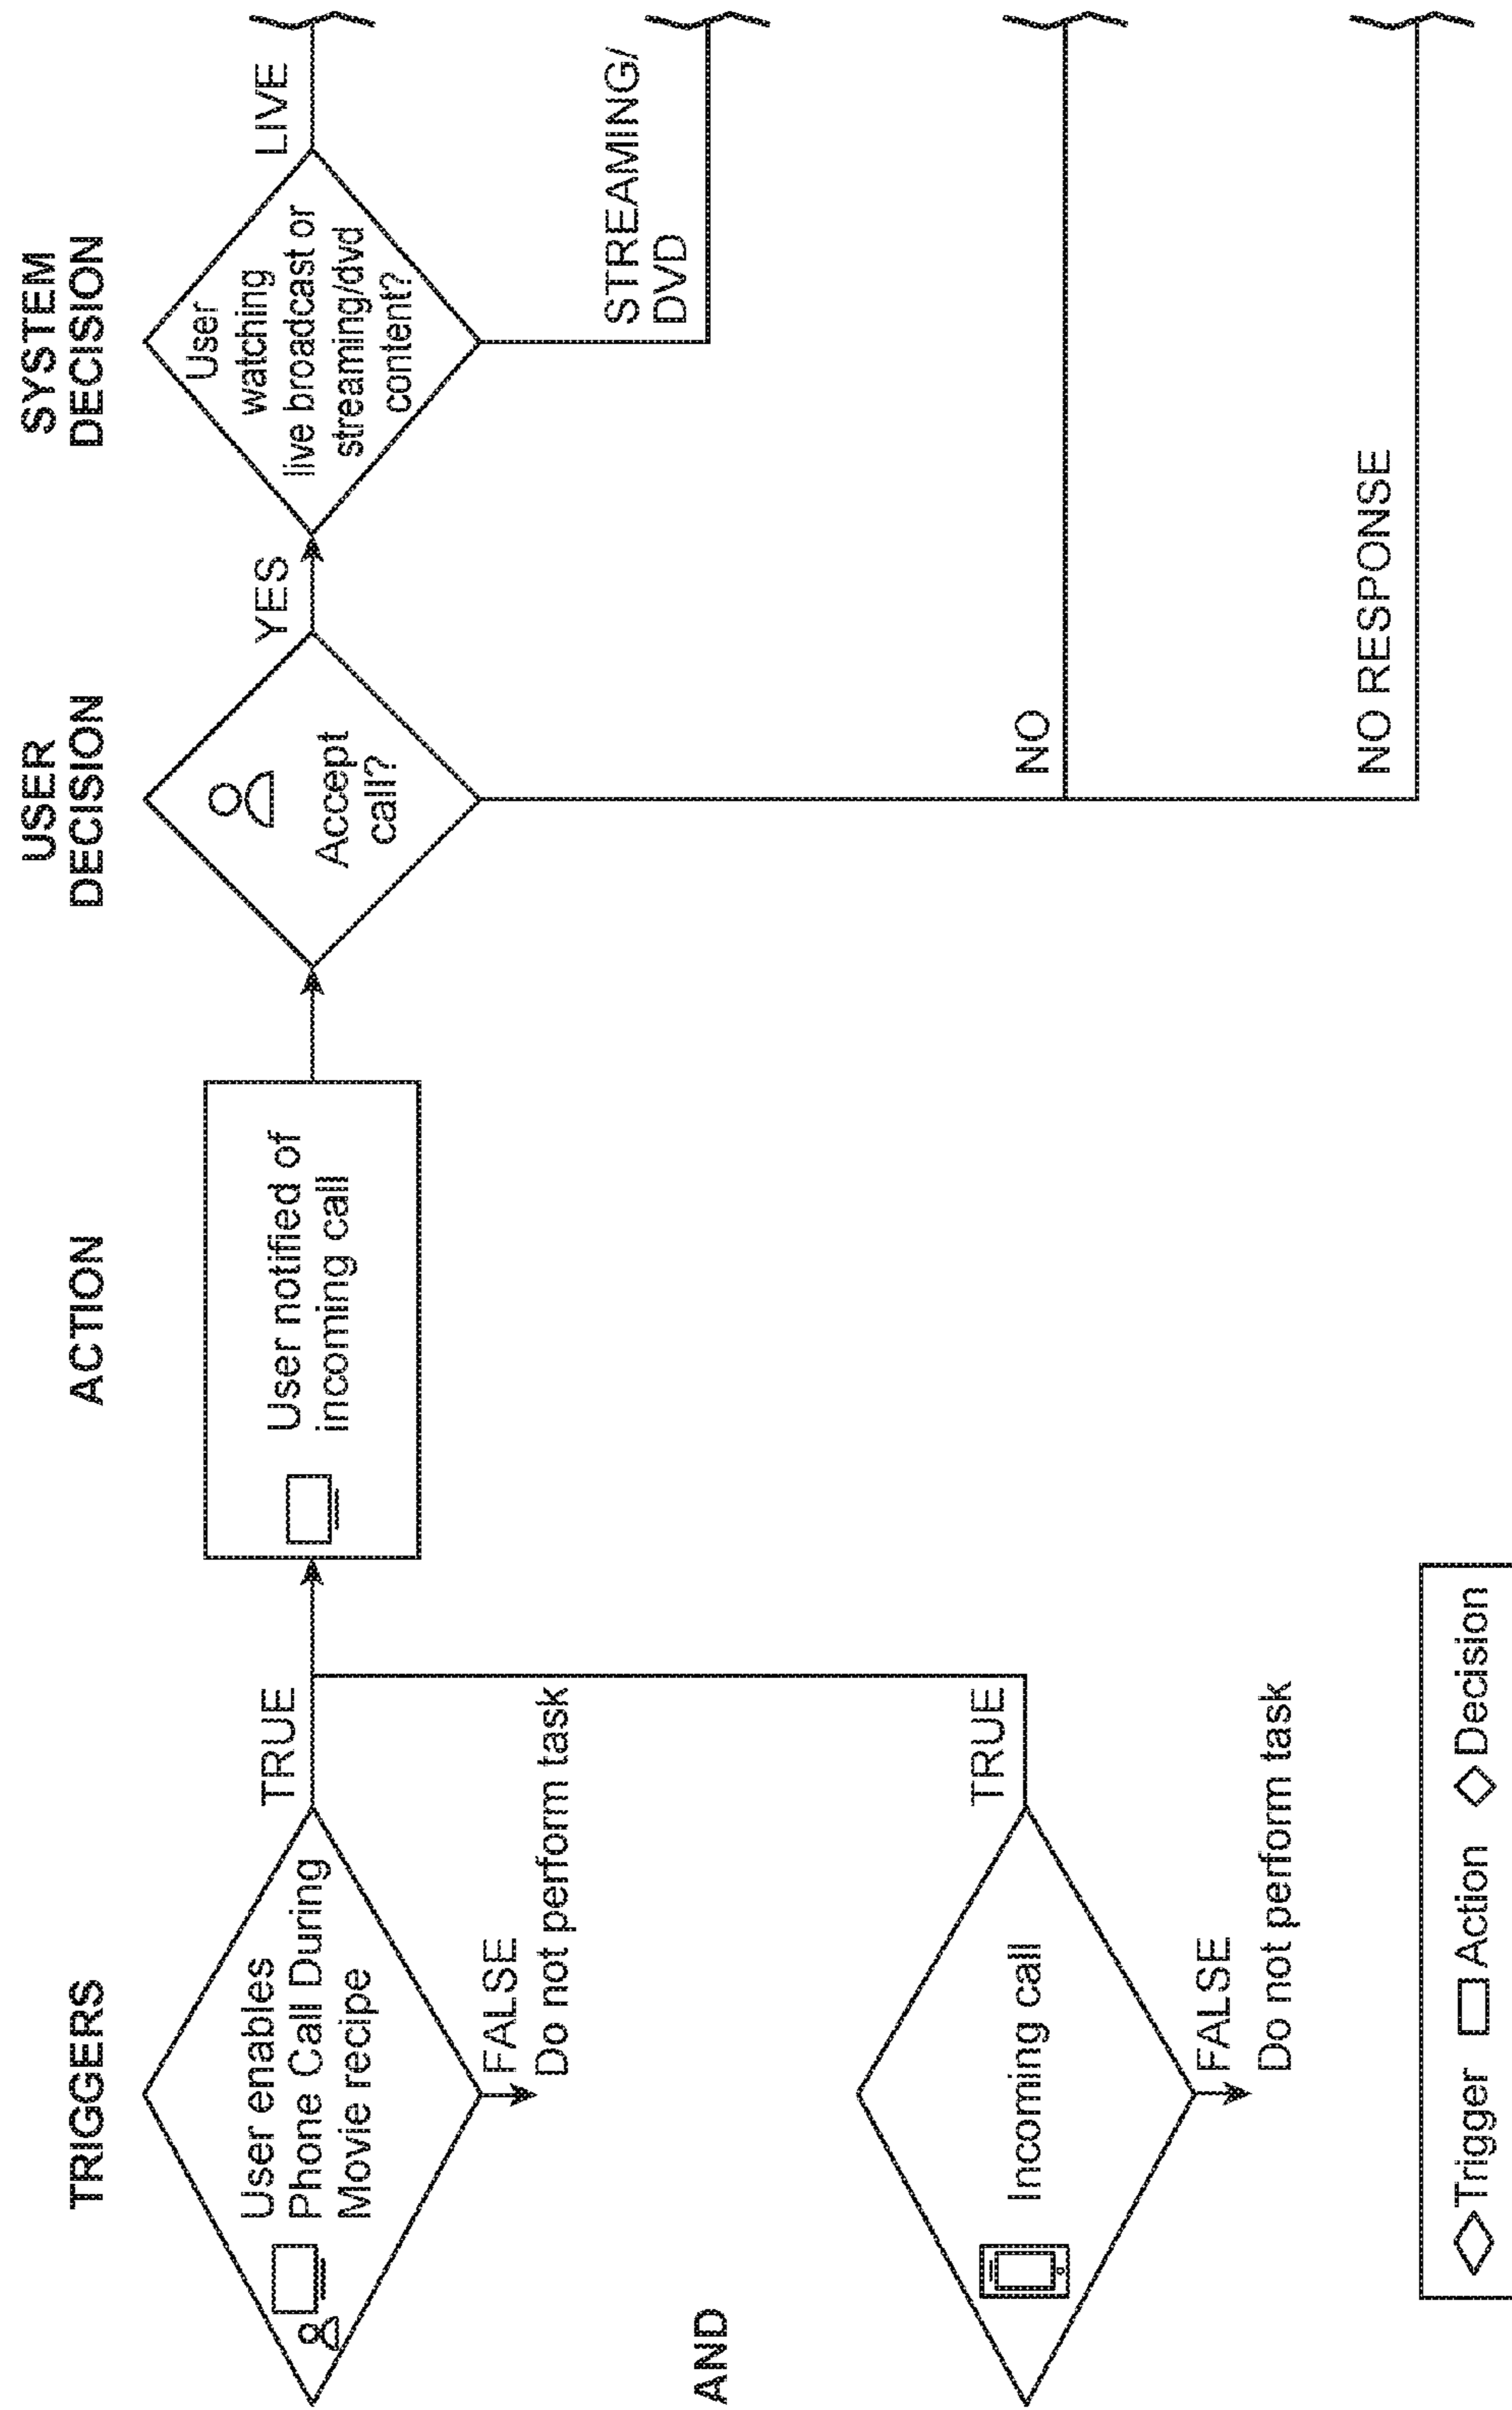 TRIGGERS
ACTION
USER
DECISION
SYSTEM
DECISION
User enables
Phone Call During
Movie recipe
TRUE
FALSE
Do not perform task
User notified of
incoming call
Accept
call?
YES
User
watching
live broadcast or
streaming/dvd
content?
LIVE
STREAMING/
DVD
AND
Incoming call
TRUE
FALSE
Do not perform task
NO
NO RESPONSE
Trigger Action Decision